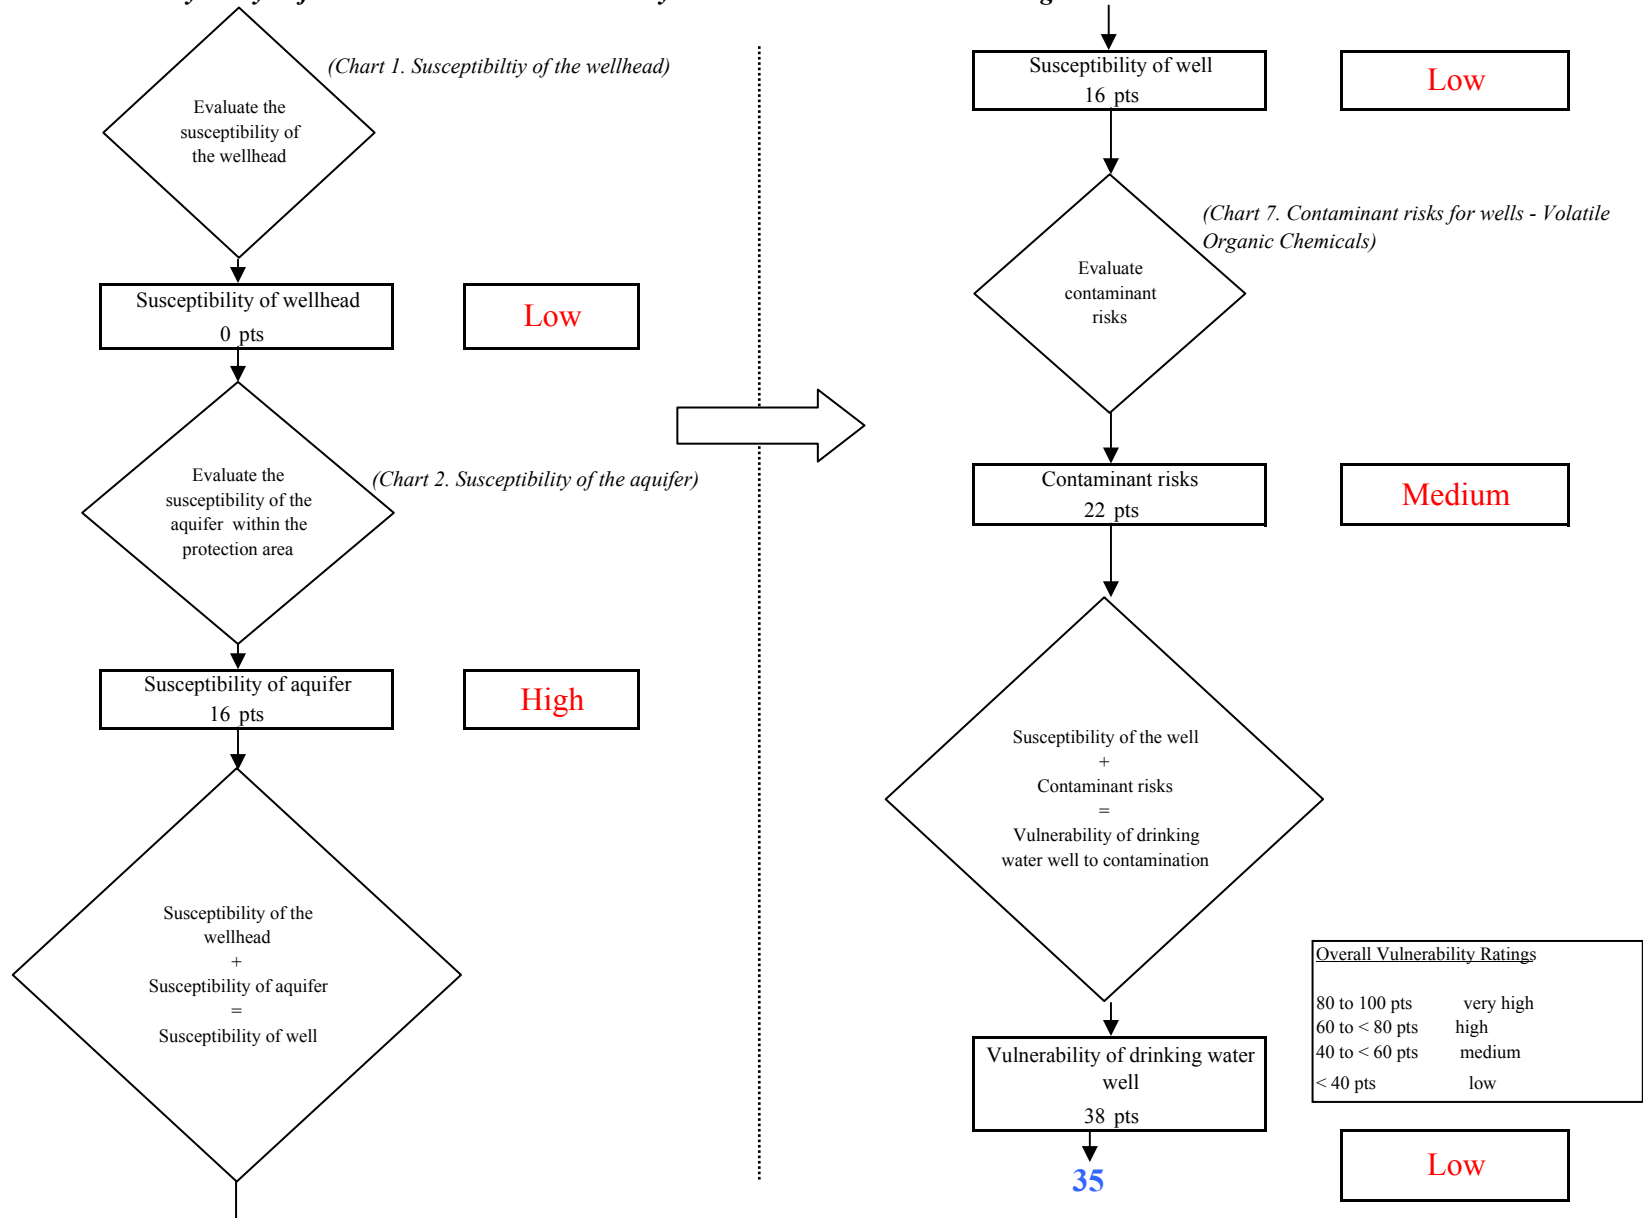 (Chart 1. Susceptibiltiy of the wellhead)
Evaluate the
susceptibility of
the wellhead
Susceptibility of wellhead
0 pts
Low
Evaluate the
susceptibility of the
aquifer within the
protection area
(Chart 2. Susceptibility of the aquifer)
Susceptibility of aquifer
16 pts
High
Susceptibility of the
wellhead
+
Susceptibility of aquifer
=
Susceptibility of well
Susceptibility of well
16 pts
Low
(Chart 7. Contaminant risks for wells - Volatile
Organic Chemicals)
Evaluate
contaminant
risks
Contaminant risks
22 pts
Medium
Susceptibility of the well
+
Contaminant risks
=
Vulnerability of drinking
water well to contamination
Overall Vulnerability Ratings
80 to 100 pts very high
60 to < 80 pts high
40 to < 60 pts medium
< 40 pts low
Vulnerability of drinking water
well
38 pts
35
Low